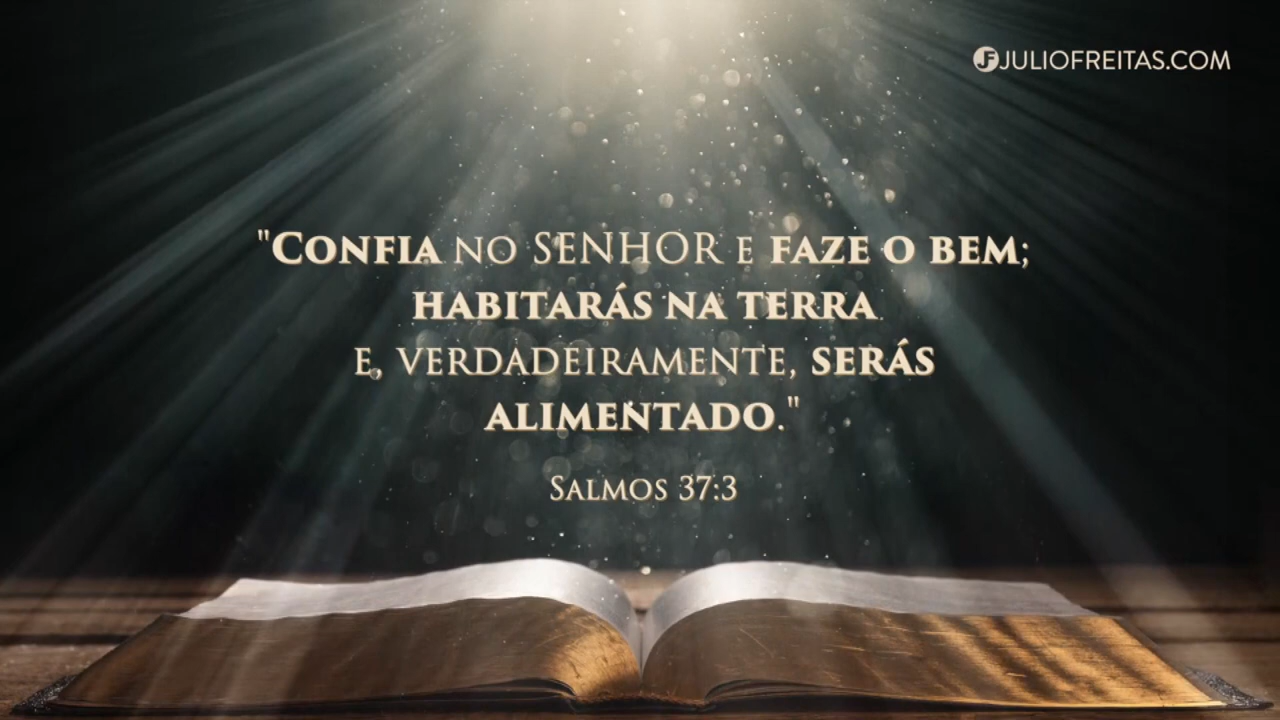 JULIOFREITAS.COM
"CONFIA NO SENHOR E FAZE O BEM;
HABITARÁS NA TERRA
E, VERDADEIRAMENTE, SERÁS
ALIMENTADO."
SALMOS 37:3